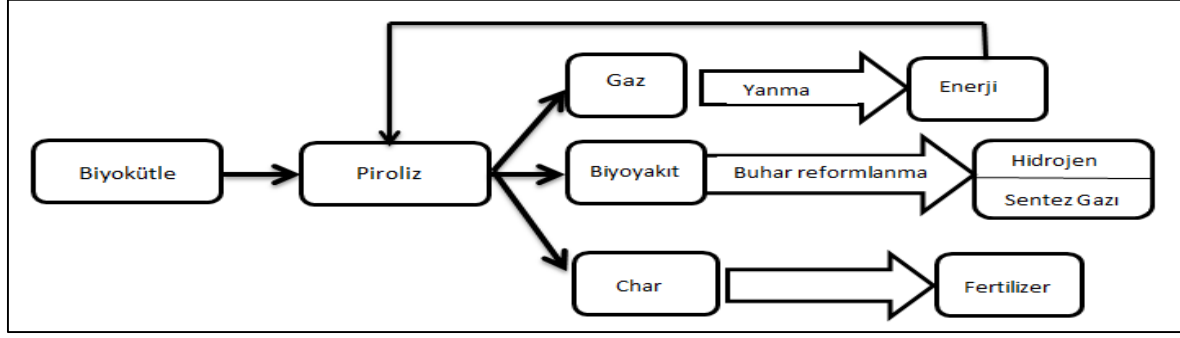 Biyokütle
Piroliz
Gaz
Yanma
Enerji
Biyoyakıt
Buhar reformlanma
Hidrojen
Sentez Gazı
Char
Fertilizer